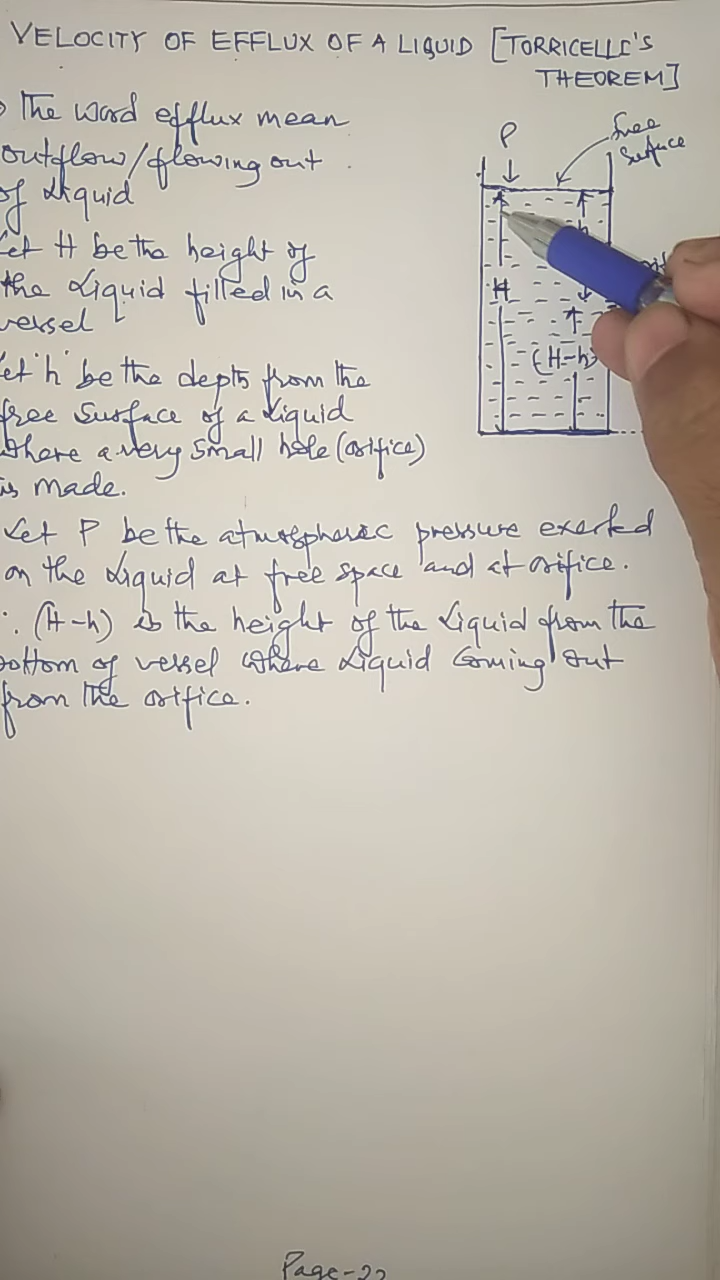 VELOCITY OF EFFLUX OF A LIQUID [TORRICELLI'S
THEOREM]
The word efflux mean
outflow/flowing out
of Liquid
P
free
surface
Let H be the height of
the Liquid filled in a
vessel
H
(H-h)
Let 'h' be the depth from the
free surface of a Liquid
where a very small hole (orifice)
is made.
Let P be the atmospheric pressure exerted
on the Liquid at free space and at orifice.
∴ (H-h) is the height of the Liquid from the
bottom of vessel where Liquid coming out
from the orifice.
Page-22